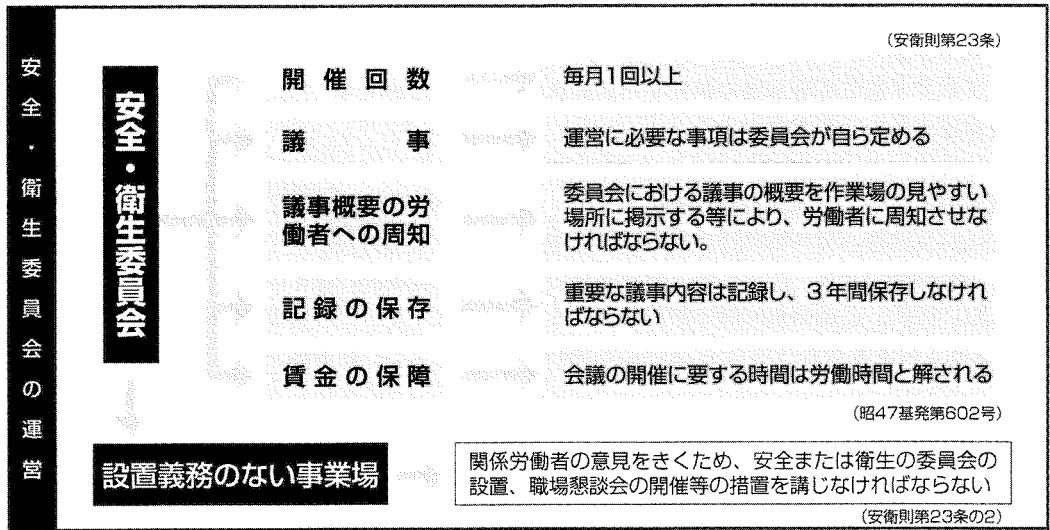 安全・衛生委員会の運営
(安衛則第23条)
安全・衛生委員会
開催回数
毎月1回以上
議事
運営に必要な事項は委員会が自ら定める
議事概要の労
働者への周知
委員会における議事の概要を作業場の見やすい
場所に掲示する等により、労働者に周知させな
ければならない。
記録の保存
重要な議事内容は記録し、3年間保存しなけれ
ばならない
賃金の保障
会議の開催に要する時間は労働時間と解される
(昭47基発第602号)
設置義務のない事業場
関係労働者の意見をきくため、安全または衛生の委員会の
設置、職場懇談会の開催等の措置を講じなければならない
(安衛則第23条の2)